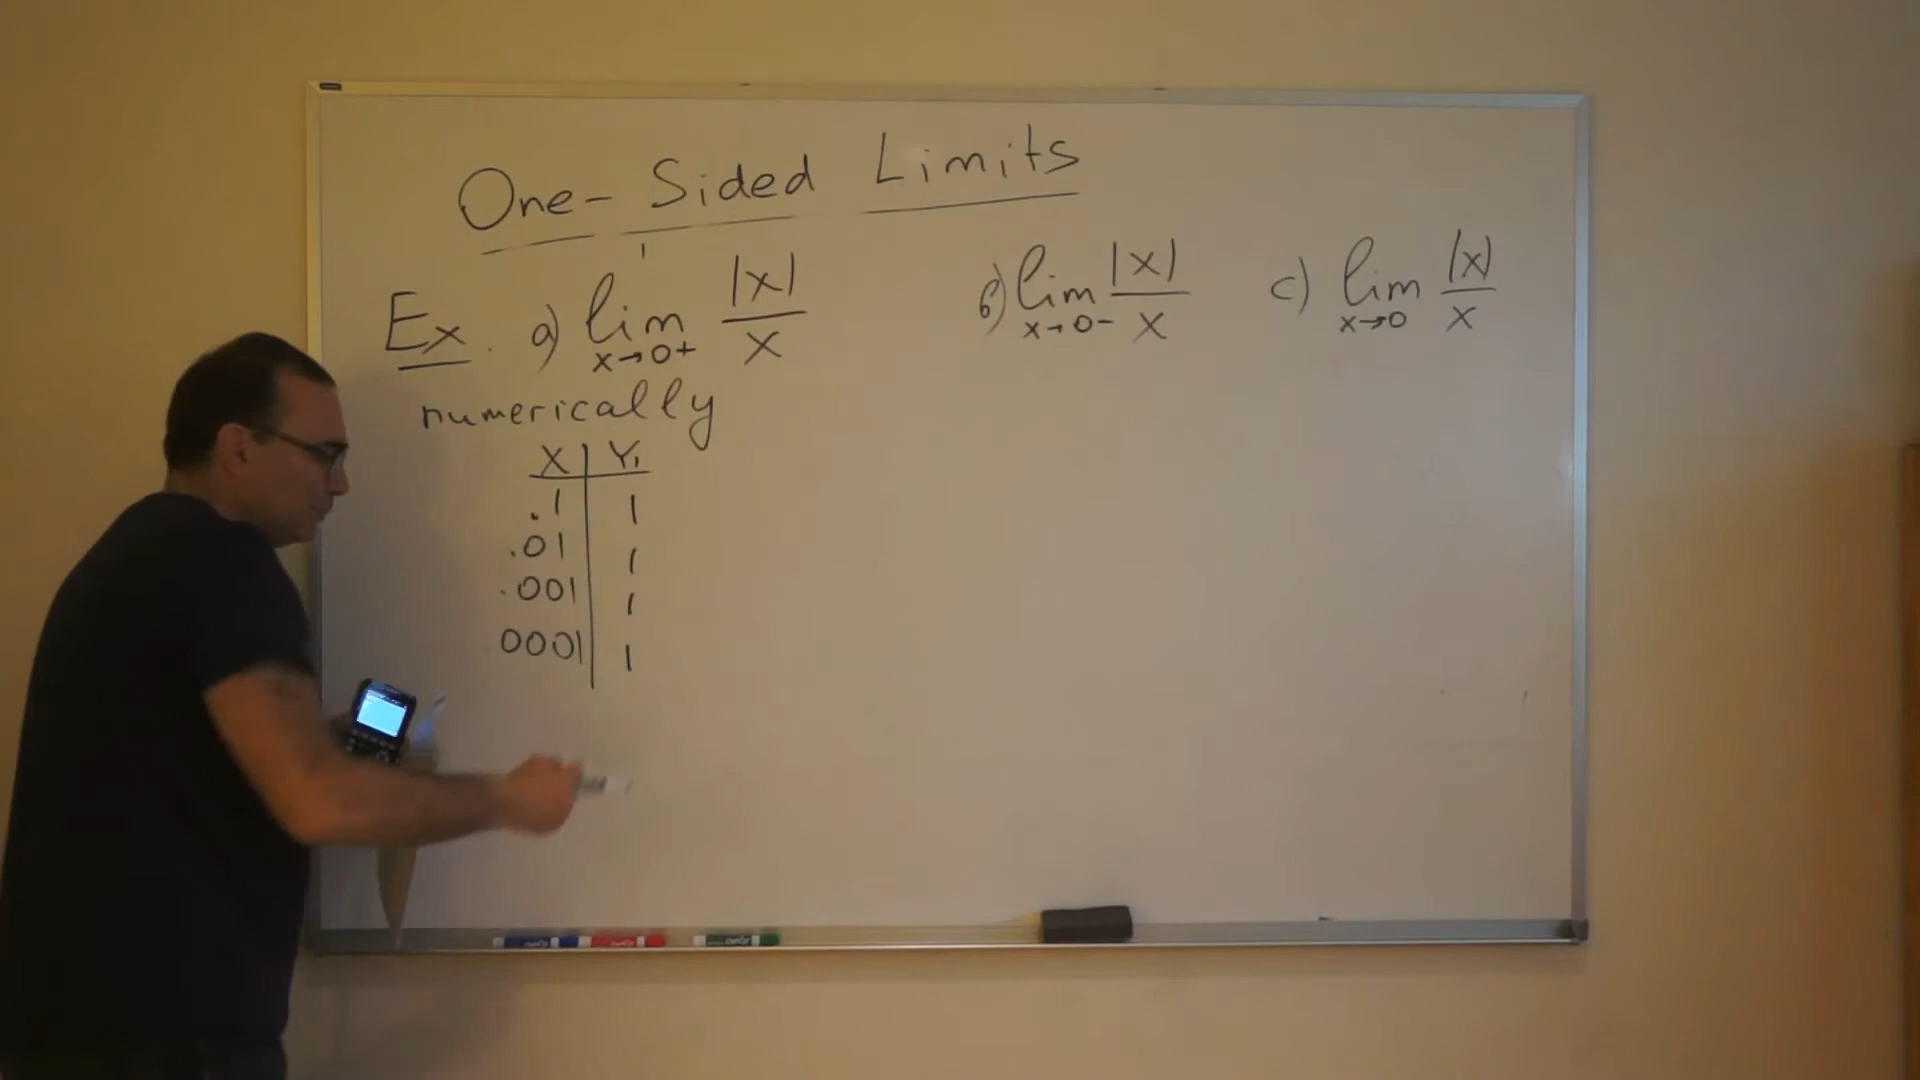 One-Sided Limits
Ex. a) lim x→0+ |x|/x
b) lim x→0- |x|/x
c) lim x→0 |x|/x
numerically
X | Y₁
.1 | 1
.01 | 1
.001 | 1
0001 | 1